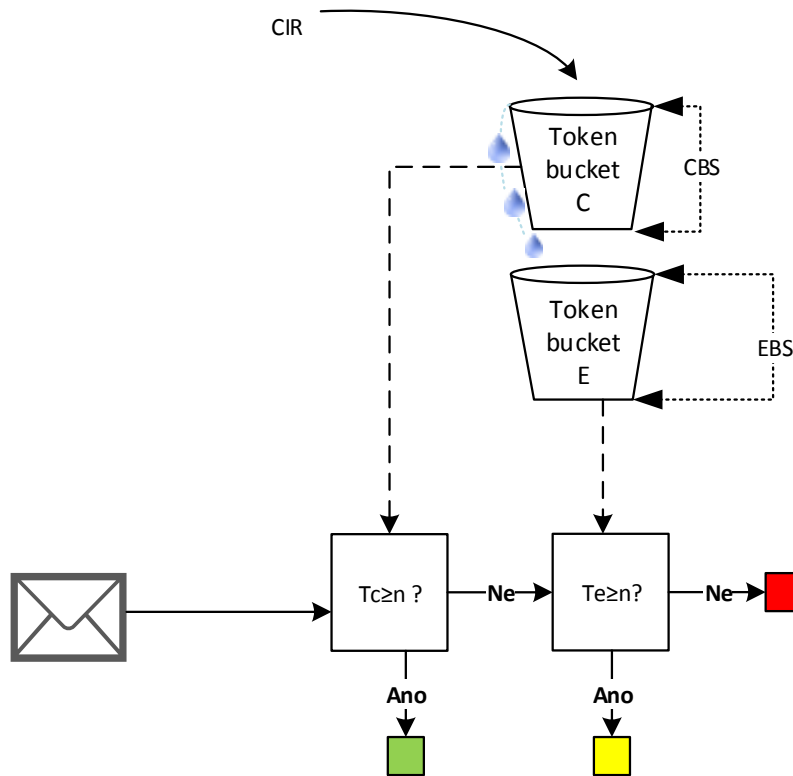 CIR
Token
bucket
C
CBS
Token
bucket
E
EBS
Tc≥n ?
Ne
Te≥n?
Ne
Ano
Ano